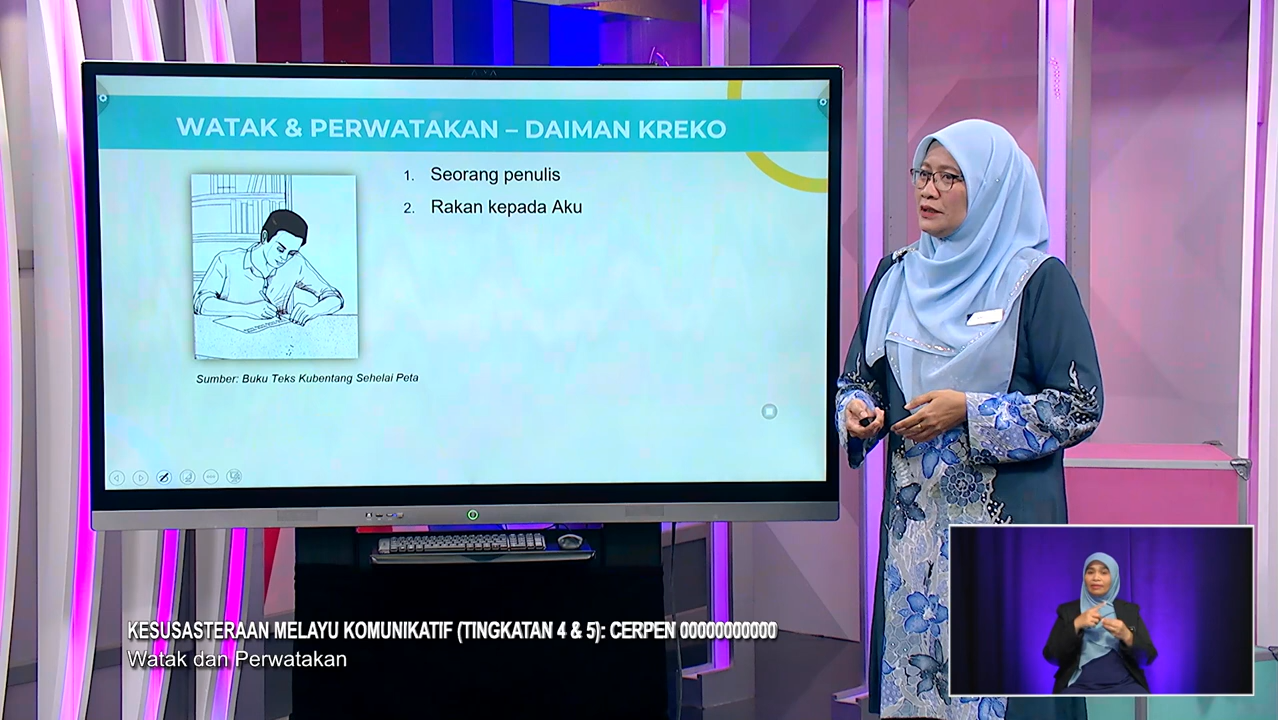 WATAK & PERWATAKAN – DAIMAN KREKO
1. Seorang penulis
2. Rakan kepada Aku
Sumber: Buku Teks Kubentang Sehelai Peta
KESUSASTERAAN MELAYU KOMUNIKATIF (TINGKATAN 4 & 5): CERPEN 00000000000
Watak dan Perwatakan